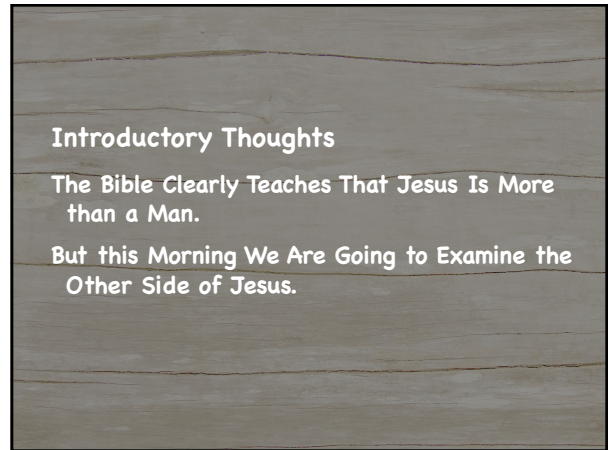 Introductory Thoughts
The Bible Clearly Teaches That Jesus Is More
than a Man.
But this Morning We Are Going to Examine the
Other Side of Jesus.